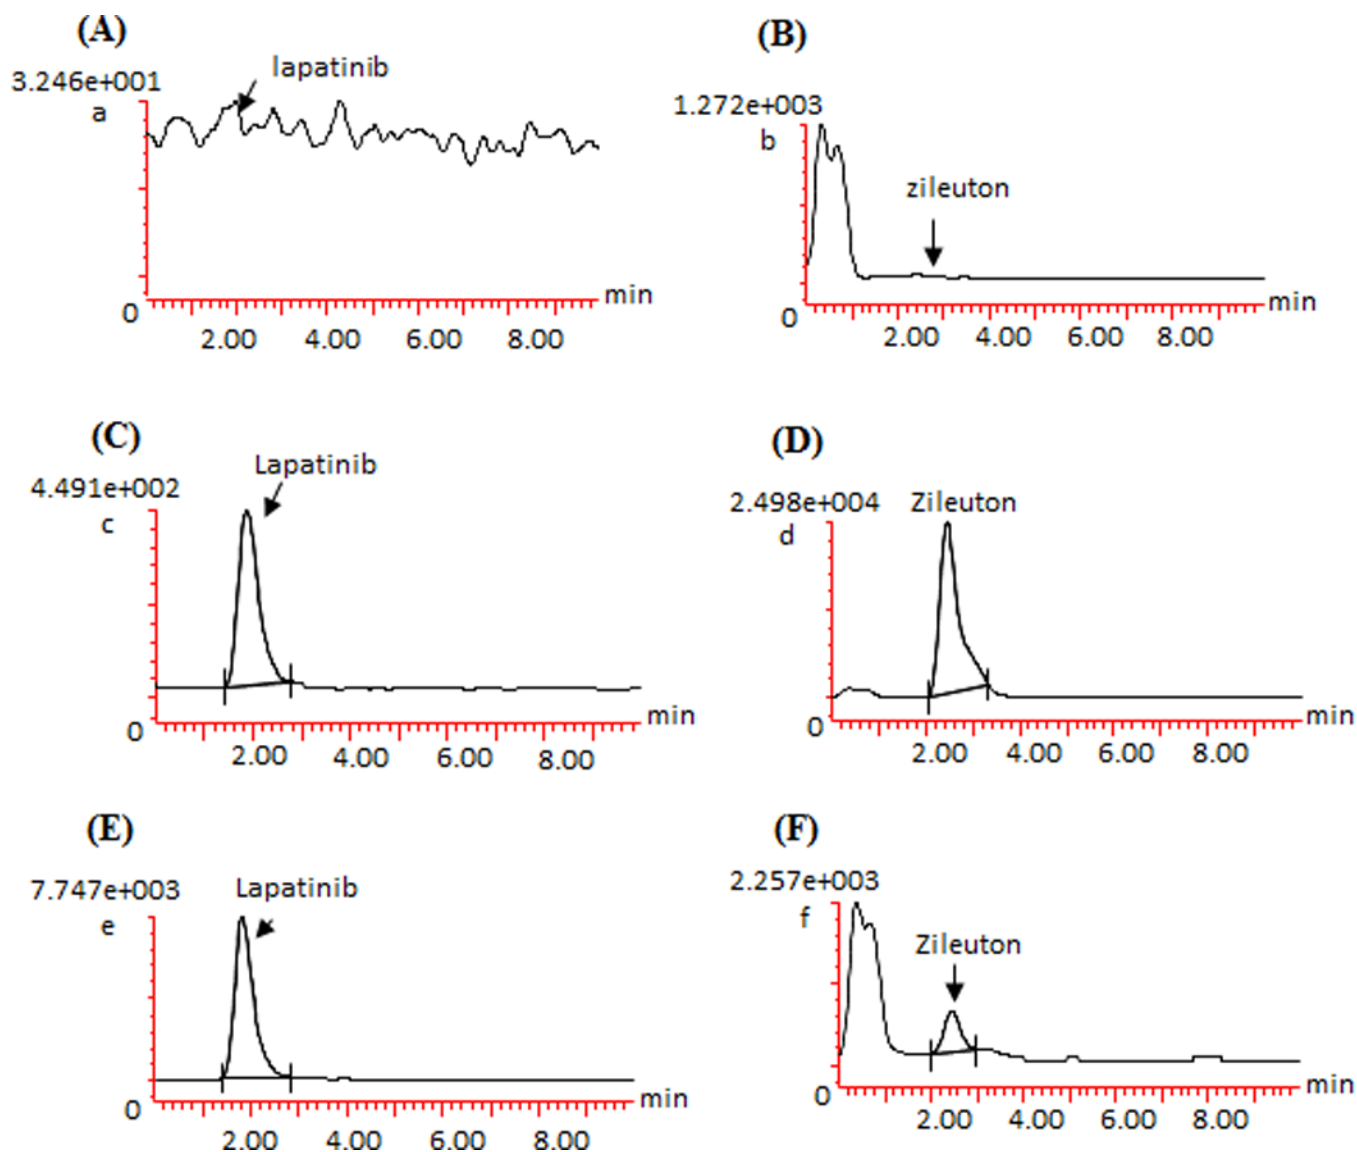 (A)
lapatinib
3.246e+001
a
0
min
2.00 4.00 6.00 8.00
(B)
1.272e+003
b
zileuton
0
min
2.00 4.00 6.00 8.00
(C)
Lapatinib
4.491e+002
c
0
min
2.00 4.00 6.00 8.00
(D)
2.498e+004 Zileuton
d
0
min
2.00 4.00 6.00 8.00
(E)
7.747e+003 Lapatinib
e
0
min
2.00 4.00 6.00 8.00
(F)
2.257e+003
f
Zileuton
0
min
2.00 4.00 6.00 8.00